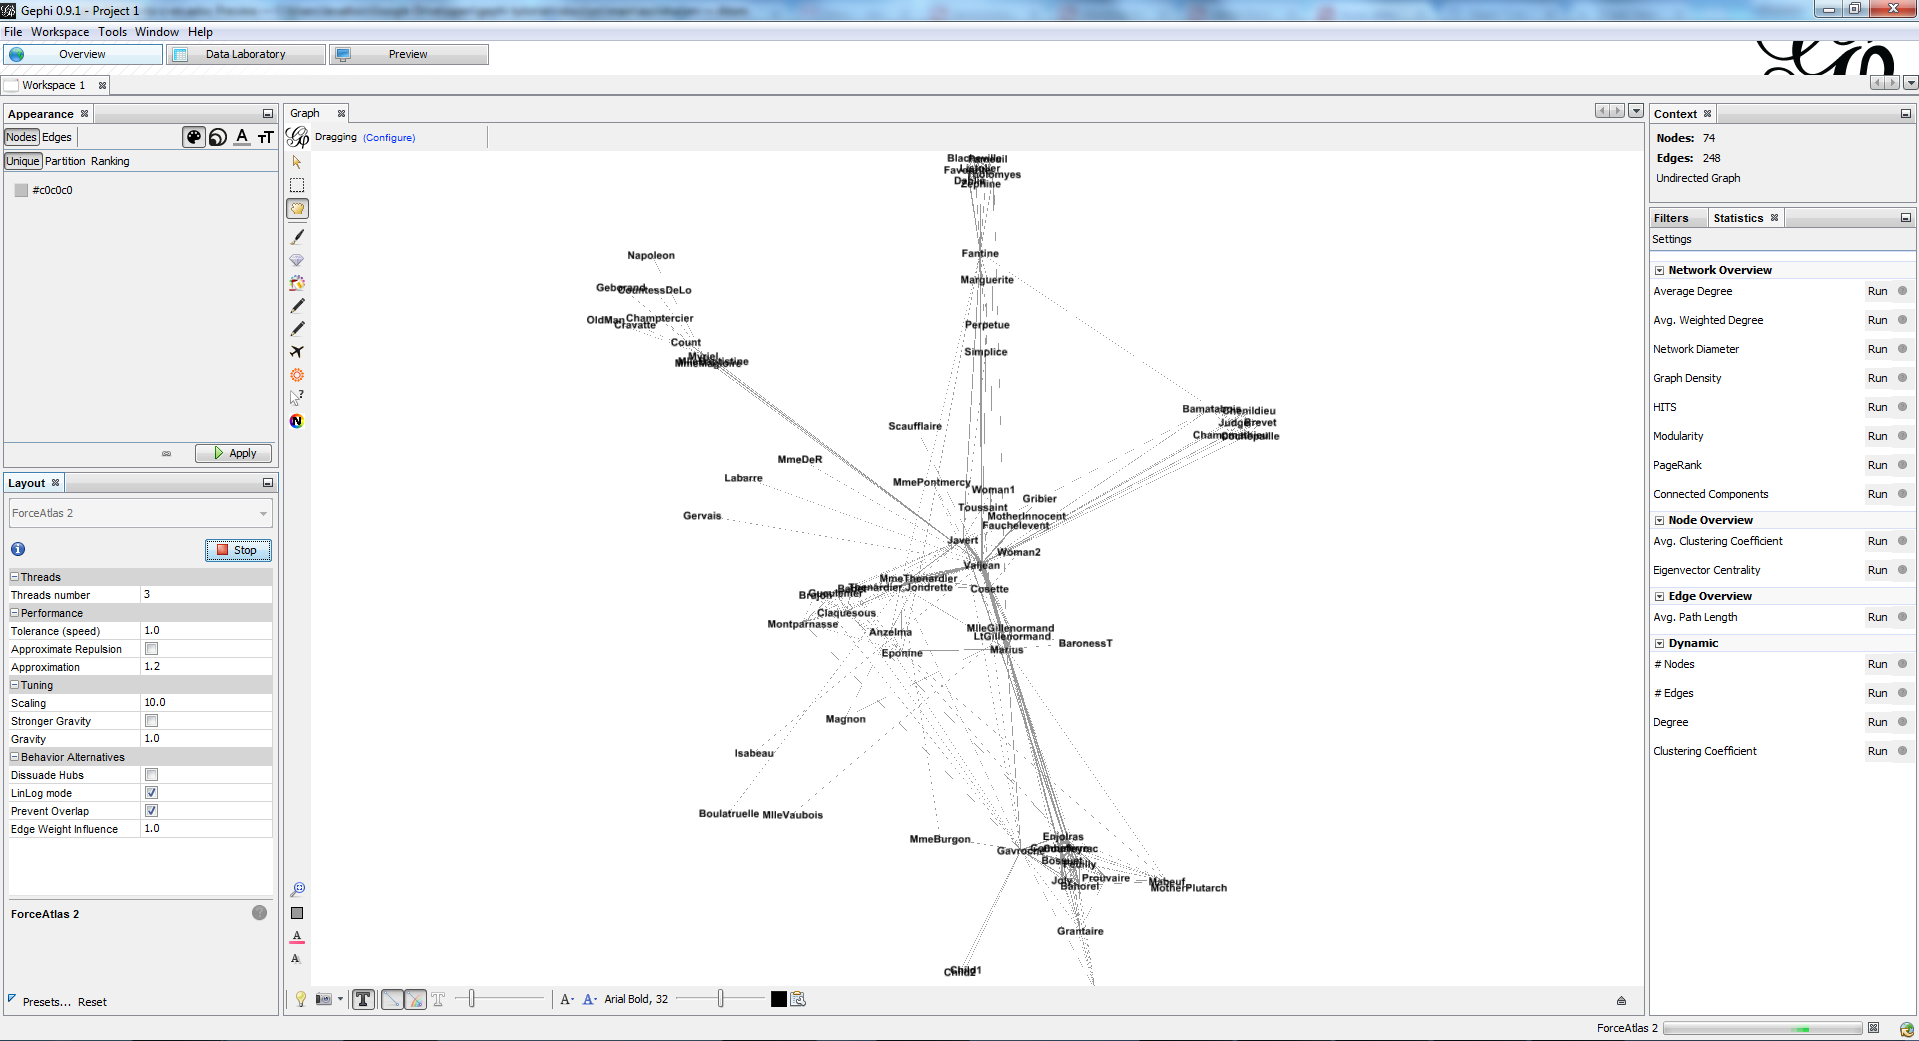 Gephi 0.9.1 - Project 1
File Workspace Tools Window Help
Overview Data Laboratory Preview
Workspace 1
Appearance
Nodes Edges
Unique Partition Ranking
#c0c0c0
Apply
Layout
ForceAtlas 2
Stop
Threads
Threads number 3
Performance
Tolerance (speed) 1.0
Approximate Repulsion
Approximation 1.2
Tuning
Scaling 10.0
Stronger Gravity
Gravity 1.0
Behavior Alternatives
Dissuade Hubs
LinLog mode
Prevent Overlap
Edge Weight Influence 1.0
ForceAtlas 2
Presets... Reset
Graph
Dragging (Configure)
Tholomyes
Zephine
Napoleon
Fantine
Marguerite
Geborand
CountessDeLo
OldMan
Champtercier
Cravatte
Count
Myriel
Perpetue
Simplice
Bamatabois
Chenildieu
Judge
Brevet
Scaufflaire
MmeDeR
Labarre
MmePontmercy
Woman1
Gribier
Toussaint
Gervais
MotherInnocent
Fauchelevent
Javert
Woman2
Valjean
MmeThenardier
Thenardier
Jondrette
Cosette
Claquesous
Montparnasse
Anzelma
MlleGillenormand
LtGillenormand
BaronessT
Eponine
Marius
Magnon
Isabeau
Boulatruelle
MlleVaubois
MmeBurgon
Enjolras
Gavroche
Bossuet
Feuilly
Joly
Prouvaire
Bahorel
Mabeuf
MotherPlutarch
Grantaire
Child1
Arial Bold, 32
Context
Nodes: 74
Edges: 248
Undirected Graph
Filters Statistics
Settings
Network Overview
Average Degree Run
Avg. Weighted Degree Run
Network Diameter Run
Graph Density Run
HITS Run
Modularity Run
PageRank Run
Connected Components Run
Node Overview
Avg. Clustering Coefficient Run
Eigenvector Centrality Run
Edge Overview
Avg. Path Length Run
Dynamic
# Nodes Run
# Edges Run
Degree Run
Clustering Coefficient Run
ForceAtlas 2